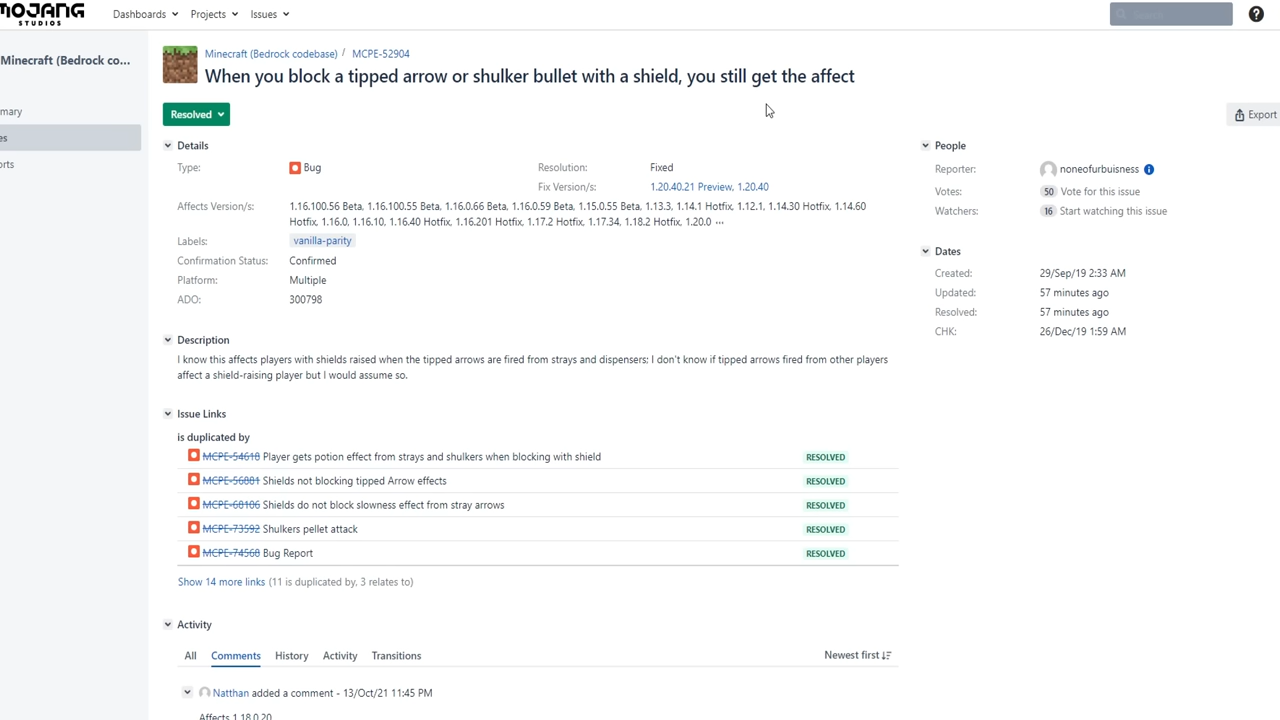 MOJANG
STUDIOS
Dashboards Projects Issues
Minecraft (Bedrock co...
mary
es
orts
Minecraft (Bedrock codebase) / MCPE-52904
When you block a tipped arrow or shulker bullet with a shield, you still get the affect
Resolved
Export
Details
Type: Bug
Resolution: Fixed
Fix Version/s: 1.20.40.21 Preview, 1.20.40
Affects Version/s: 1.16.100.56 Beta, 1.16.100.55 Beta, 1.16.0.66 Beta, 1.16.0.59 Beta, 1.15.0.55 Beta, 1.13.3, 1.14.1 Hotfix, 1.12.1, 1.14.30 Hotfix, 1.14.60
Hotfix, 1.16.0, 1.16.10, 1.16.40 Hotfix, 1.16.201 Hotfix, 1.17.2 Hotfix, 1.17.34, 1.18.2 Hotfix, 1.20.0 ...
Labels: vanilla-parity
Confirmation Status: Confirmed
Platform: Multiple
ADO: 300798
People
Reporter: noneofurbuisness
Votes: 50 Vote for this issue
Watchers: 16 Start watching this issue
Dates
Created: 29/Sep/19 2:33 AM
Updated: 57 minutes ago
Resolved: 57 minutes ago
CHK: 26/Dec/19 1:59 AM
Description
I know this affects players with shields raised when the tipped arrows are fired from strays and dispensers; I don't know if tipped arrows fired from other players
affect a shield-raising player but I would assume so.
Issue Links
is duplicated by
MCPE-54618 Player gets potion effect from strays and shulkers when blocking with shield RESOLVED
MCPE-56881 Shields not blocking tipped Arrow effects RESOLVED
MCPE-68186 Shields do not block slowness effect from stray arrows RESOLVED
MCPE-73592 Shulkers pellet attack RESOLVED
MCPE-74568 Bug Report RESOLVED
Show 14 more links (11 is duplicated by, 3 relates to)
Activity
All Comments History Activity Transitions
Newest first
Natthan added a comment - 13/Oct/21 11:45 PM
Affects 1.18.0.20